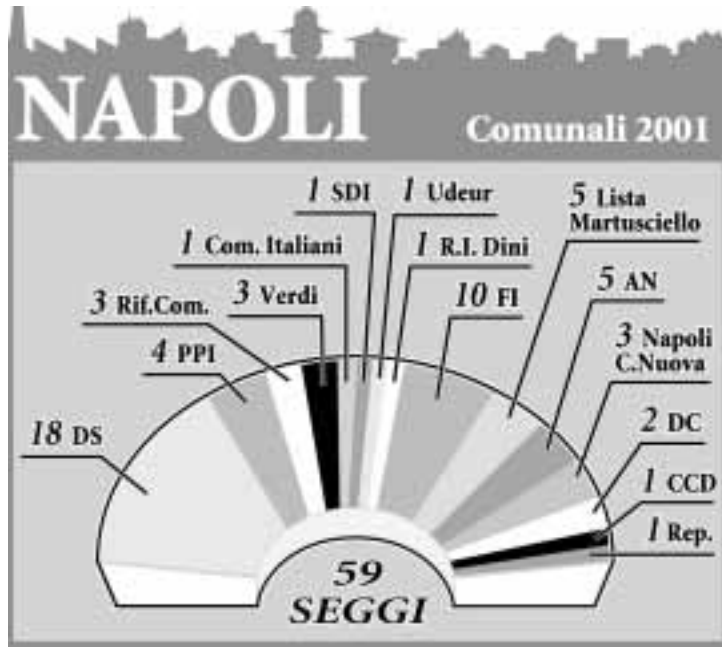 NAPOLI
Comunali 2001
1 SDI
1 Udeur
5 Lista
Martusciello
1 Com. Italiani
1 R.I. Dini
3 Rif.Com.
3 Verdi
10 FI
5 AN
4 PPI
3 Napoli
C.Nuova
18 DS
2 DC
1 CCD
1 Rep.
59
SEGGI